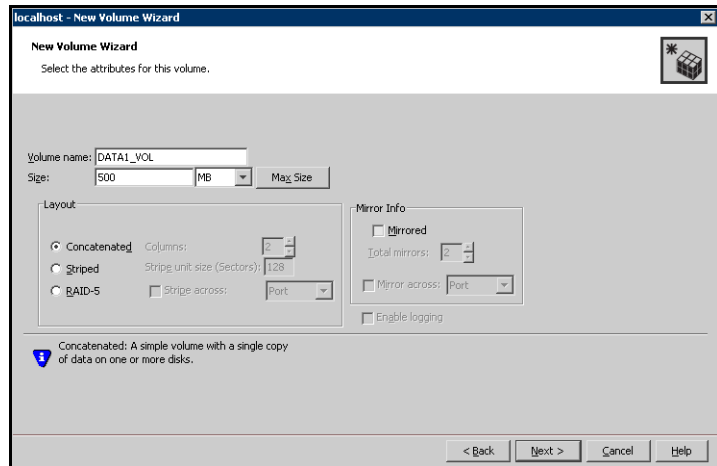 localhost - New Volume Wizard
New Volume Wizard
Select the attributes for this volume.
Volume name: DATA1_VOL
Size: 500 MB Max Size
Layout
Concatenated Columns: 2
Striped Stripe unit size (Sectors): 128
RAID-5 Stripe across: Port
Mirror Info
Mirrored
Total mirrors: 2
Mirror across: Port
Enable logging
Concatenated: A simple volume with a single copy
of data on one or more disks.
< Back Next > Cancel Help